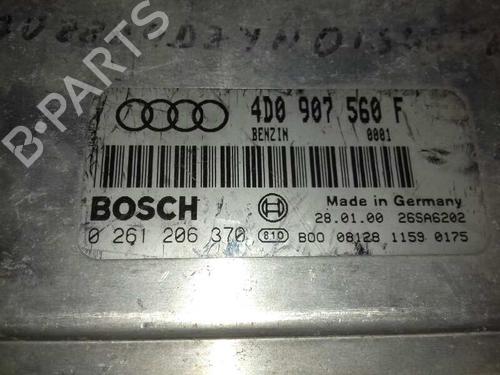 B-PARTS
4D0 907 560 F
BENZIN 0001
BOSCH
Made in Germany
28.01.00 26SA6202
0 261 206 370 810 B00 08128 1159 0175